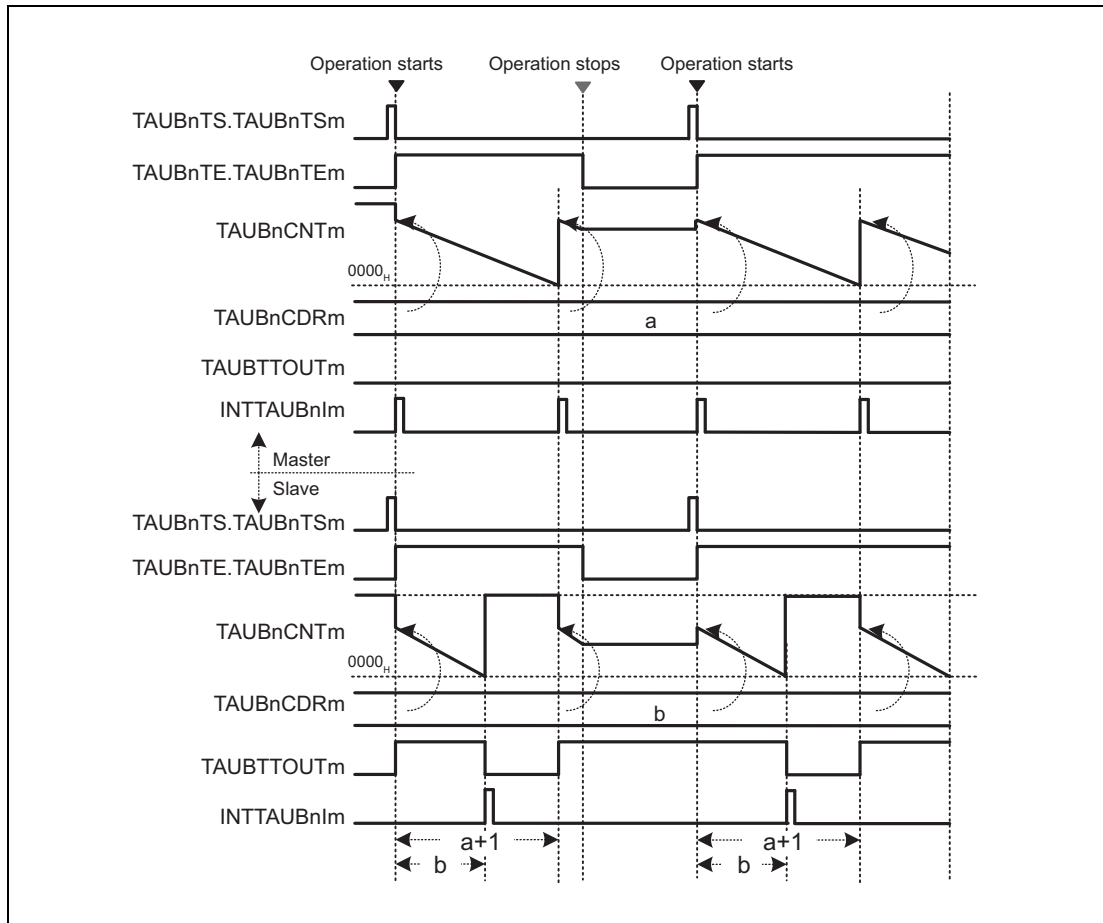 Operation starts Operation stops Operation starts
TAUBnTS.TAUBnTSm
TAUBnTE.TAUBnTEm
TAUBnCNTm
0000H
TAUBnCDRm
a
TAUBTTOUTm
INTTAUBnIm
Master
Slave
TAUBnTS.TAUBnTSm
TAUBnTE.TAUBnTEm
TAUBnCNTm
0000H
TAUBnCDRm
b
TAUBTTOUTm
INTTAUBnIm
a+1 a+1
b b